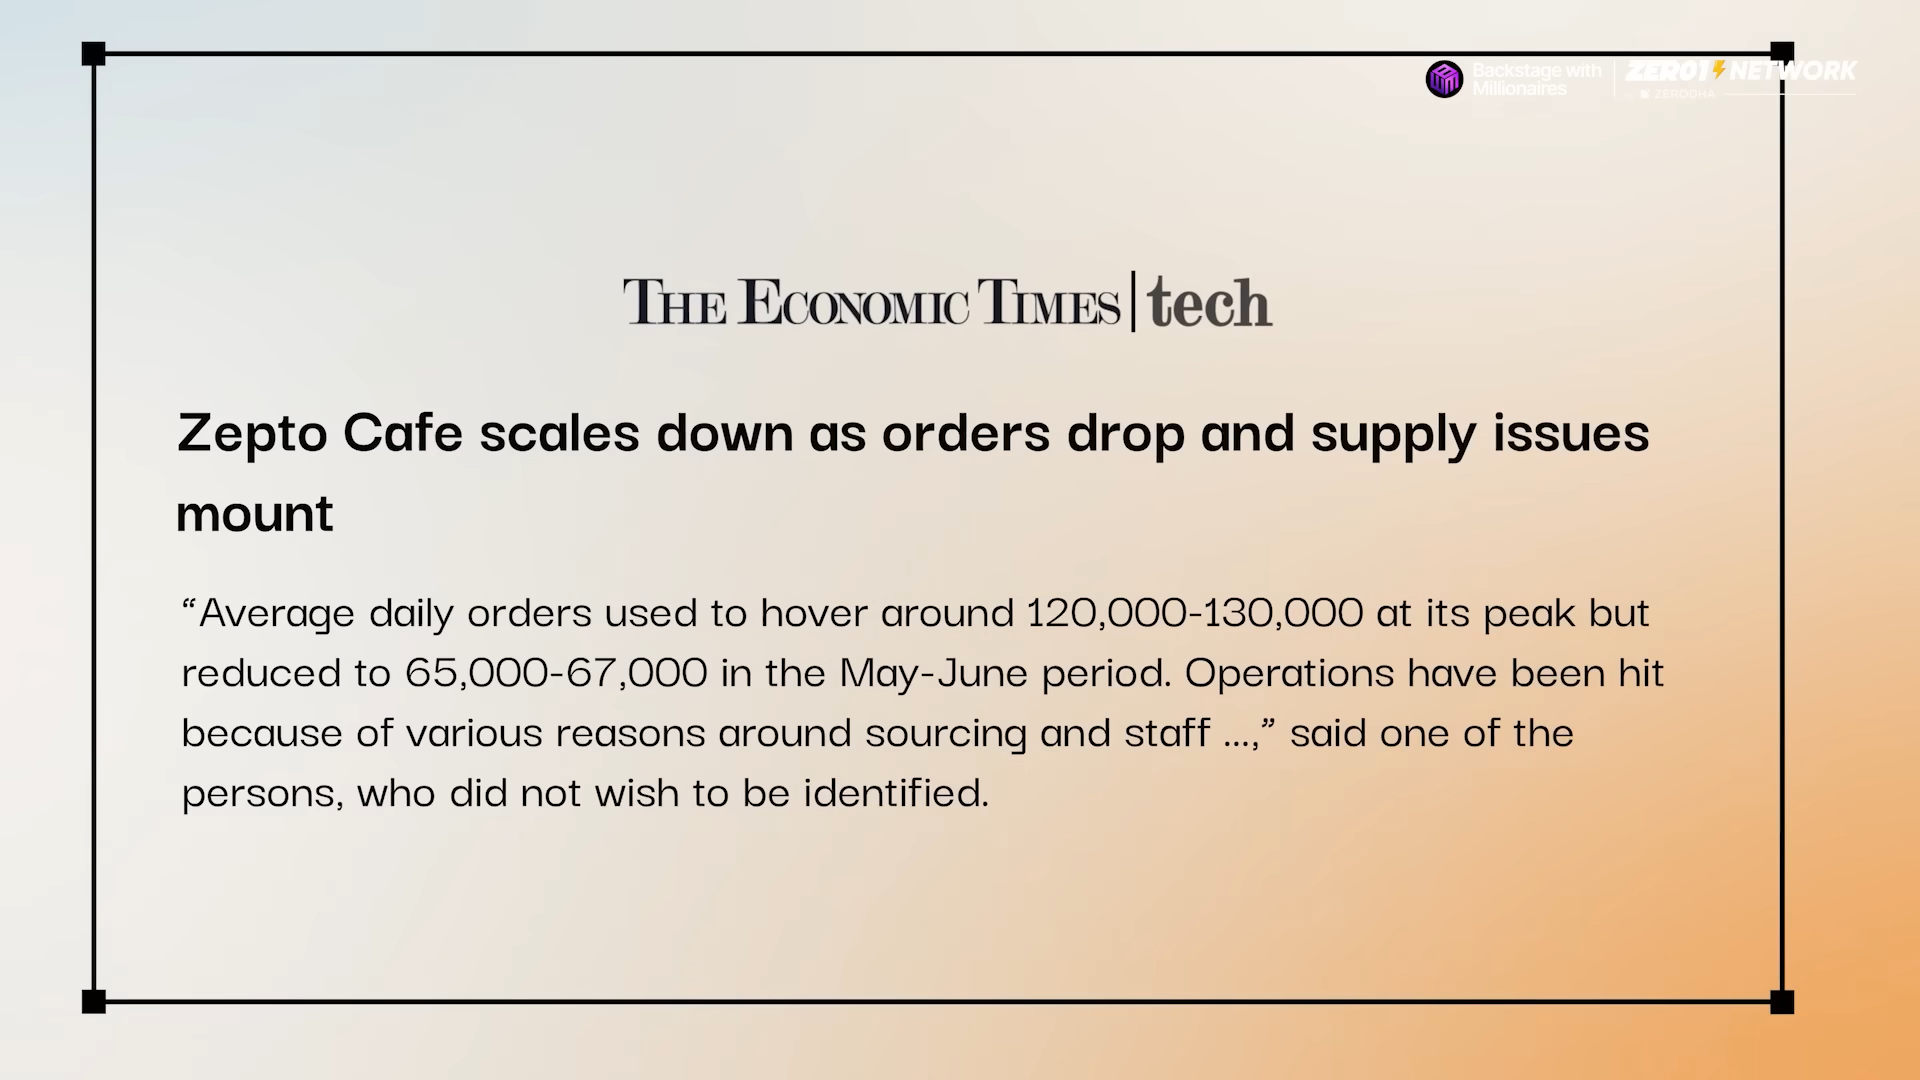 Backstage with
Millionaires
ZERO1 NETWORK
ZERODHA
THE ECONOMIC TIMES | tech
Zepto Cafe scales down as orders drop and supply issues
mount
“Average daily orders used to hover around 120,000-130,000 at its peak but
reduced to 65,000-67,000 in the May-June period. Operations have been hit
because of various reasons around sourcing and staff ...,” said one of the
persons, who did not wish to be identified.